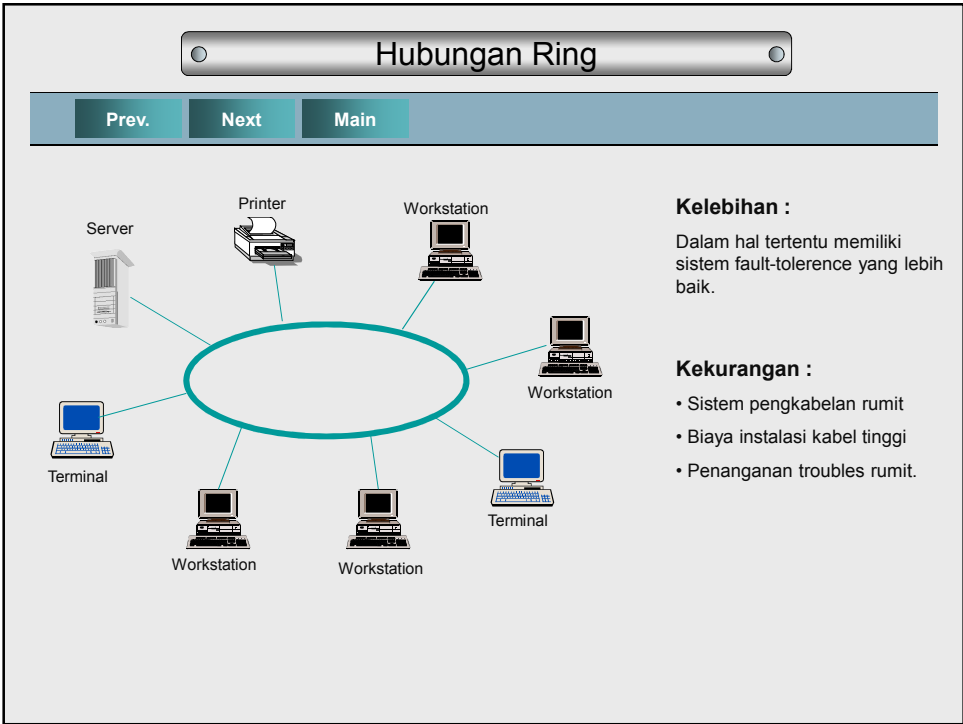 Hubungan Ring
Prev. Next Main
Server
Printer
Workstation
Workstation
Terminal
Terminal
Workstation
Workstation
Kelebihan :
Dalam hal tertentu memiliki
sistem fault-tolerence yang lebih
baik.
Kekurangan :
• Sistem pengkabelan rumit
• Biaya instalasi kabel tinggi
• Penanganan troubles rumit.